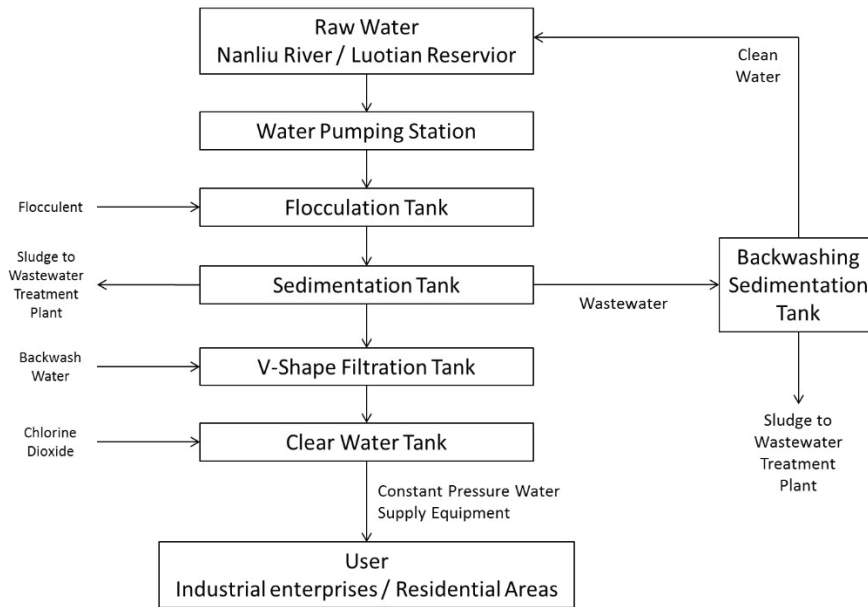 Raw Water
Nanliu River / Luotian Reservior
Clean
Water
Water Pumping Station
Flocculent
Flocculation Tank
Sludge to
Wastewater
Treatment
Plant
Sedimentation Tank
Wastewater
Backwashing
Sedimentation
Tank
Backwash
Water
V-Shape Filtration Tank
Chlorine
Dioxide
Clear Water Tank
Sludge to
Wastewater
Treatment
Plant
Constant Pressure Water
Supply Equipment
User
Industrial enterprises / Residential Areas